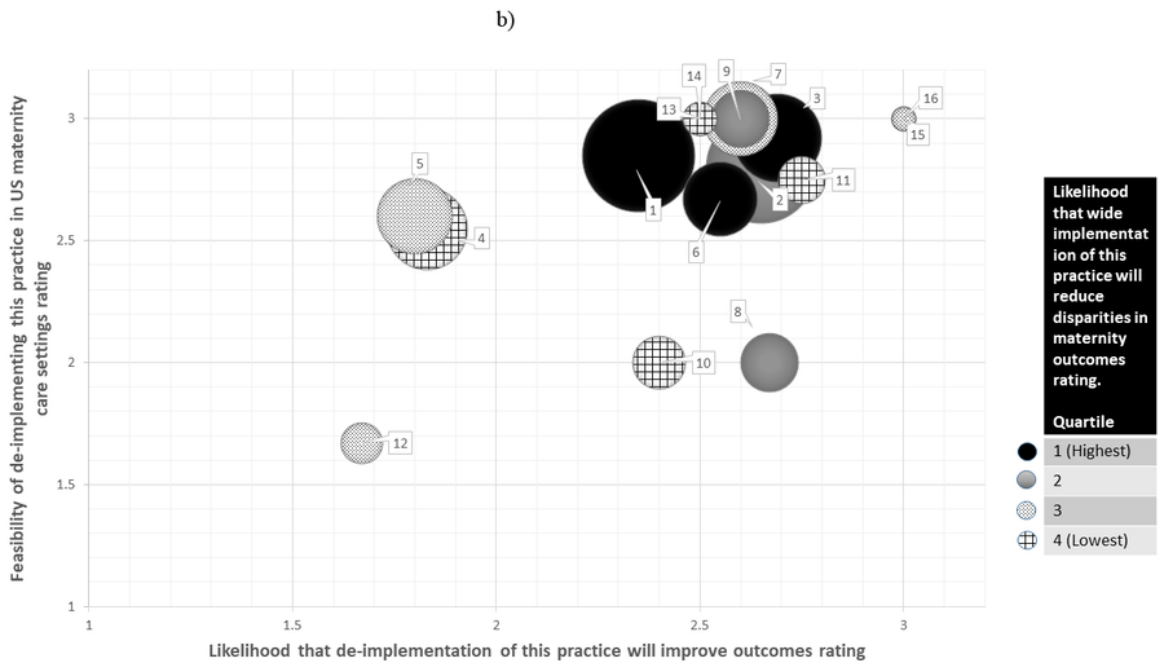 b)
Feasibility of de-implementing this practice in US maternity
care settings rating
3
2.5
2
1.5
1
1
1.5
2
2.5
3
Likelihood that de-implementation of this practice will improve outcomes rating
14
9
7
13
3
16
15
5
11
1
2
4
6
8
10
12
Likelihood
that wide
implementat
ion of this
practice will
reduce
disparities in
maternity
outcomes
rating.
Quartile
1 (Highest)
2
3
4 (Lowest)